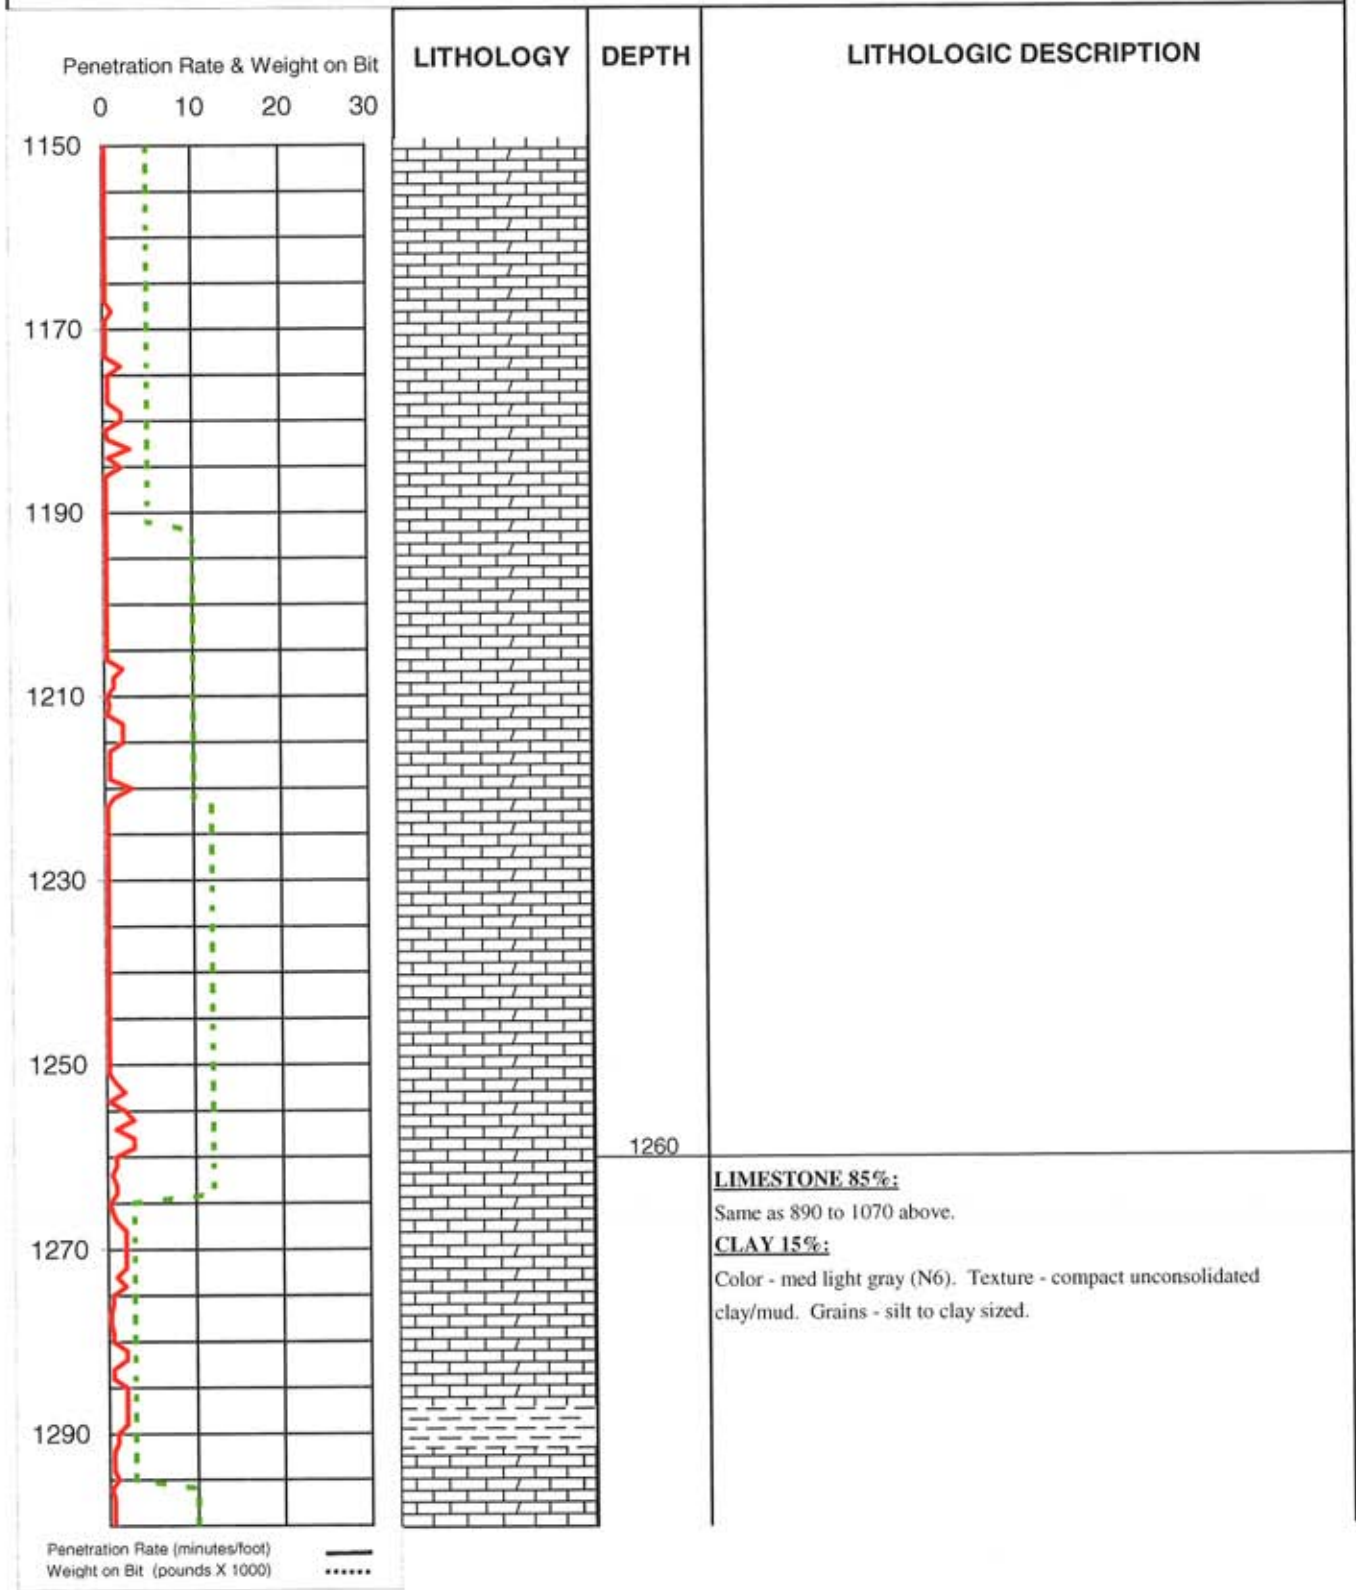 Penetration Rate & Weight on Bit
LITHOLOGY
DEPTH
LITHOLOGIC DESCRIPTION
0 10 20 30
1150
1170
1190
1210
1230
1250
1260
LIMESTONE 85%:
Same as 890 to 1070 above.
CLAY 15%:
1270
Color - med light gray (N6). Texture - compact unconsolidated
clay/mud. Grains - silt to clay sized.
1290
Penetration Rate (minutes/foot)
Weight on Bit (pounds X 1000)